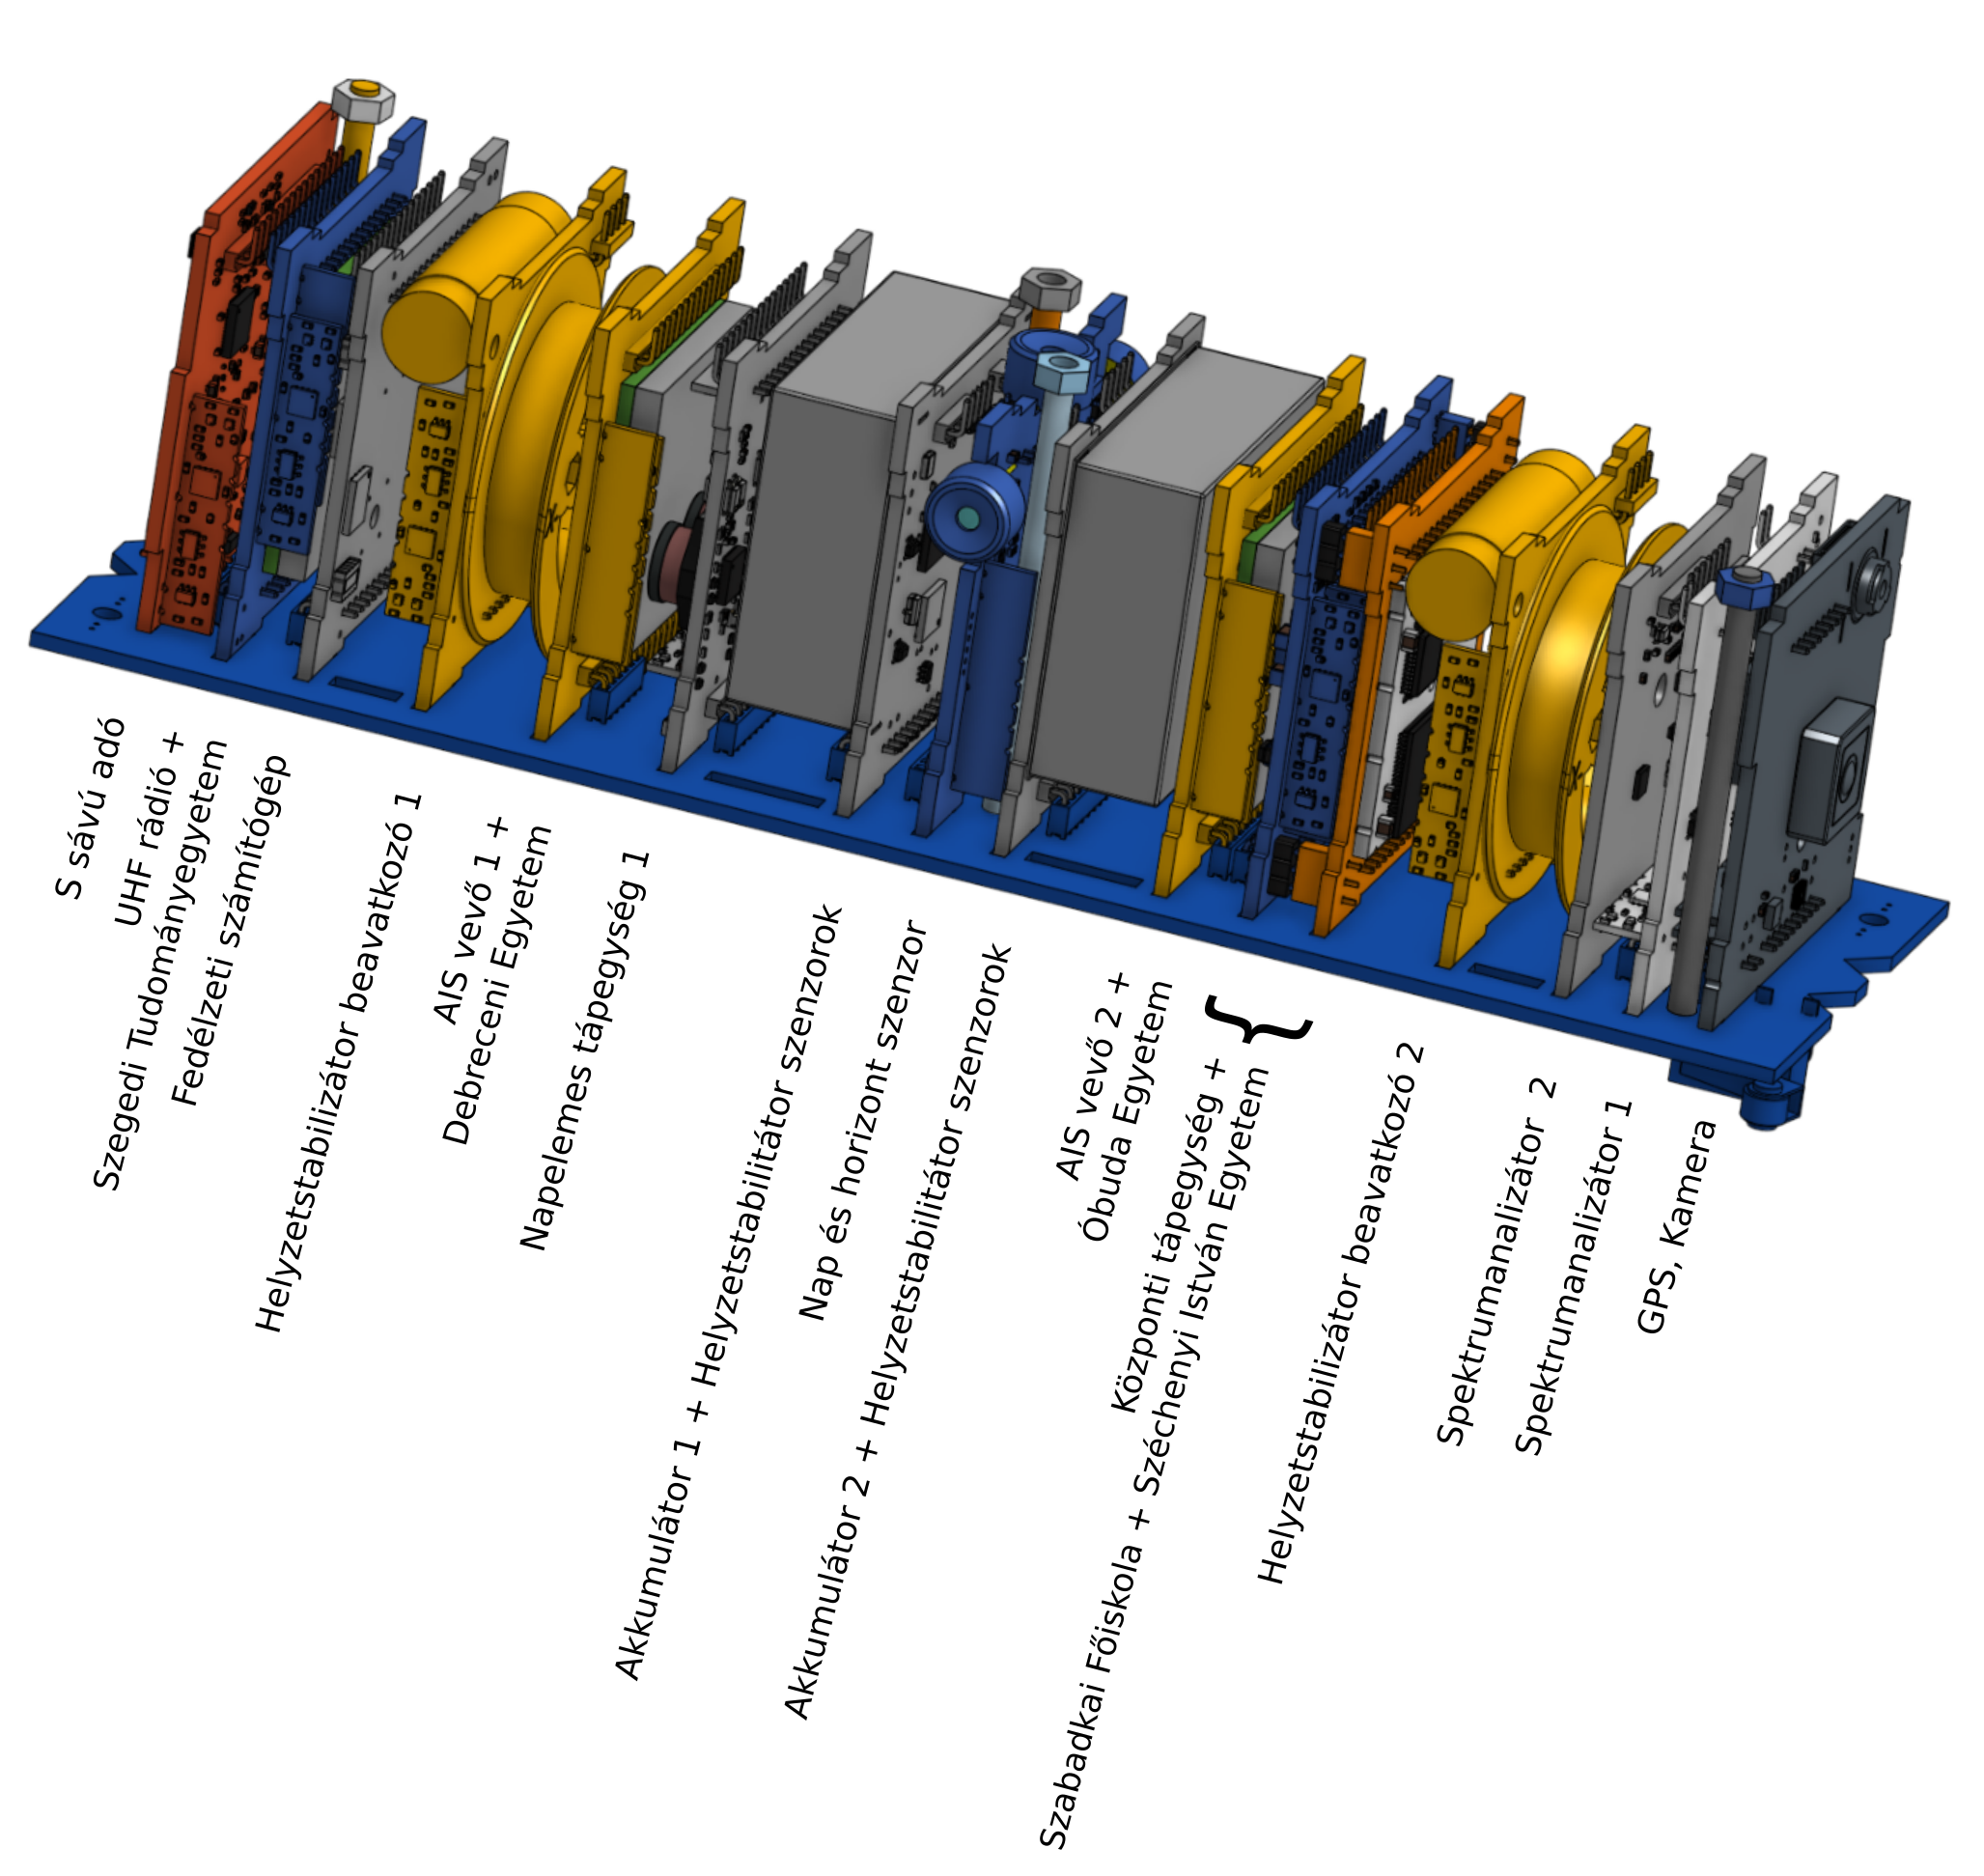 S sávú adó
UHF rádió +
Szegedi Tudományegyetem
Fedélzeti számítógép
Helyzetstabilizátor beavatkozó 1
AIS vevő 1 +
Debreceni Egyetem
Napelemes tápegység 1
Akkumulátor 1 + Helyzetstabilitátor szenzorok
Nap és horizont szenzor
Akkumulátor 2 + Helyzetstabilitátor szenzorok
AIS vevő 2 +
Óbuda Egyetem
}
Központi tápegység +
Szabadkai Főiskola + Széchenyi István Egyetem
Helyzetstabilizátor beavatkozó 2
Spektrumanalizátor 2
Spektrumanalizátor 1
GPS, Kamera